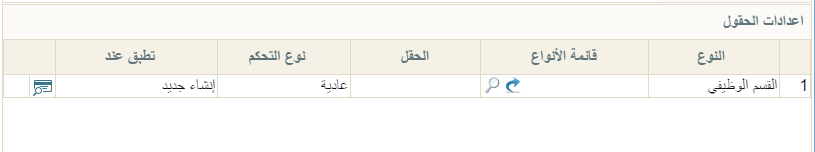 اعدادات الحقول
النوع قائمة الأنواع الحقل نوع التحكم تطبق عند
1 القسم الوظيفي عادية إنشاء جديد